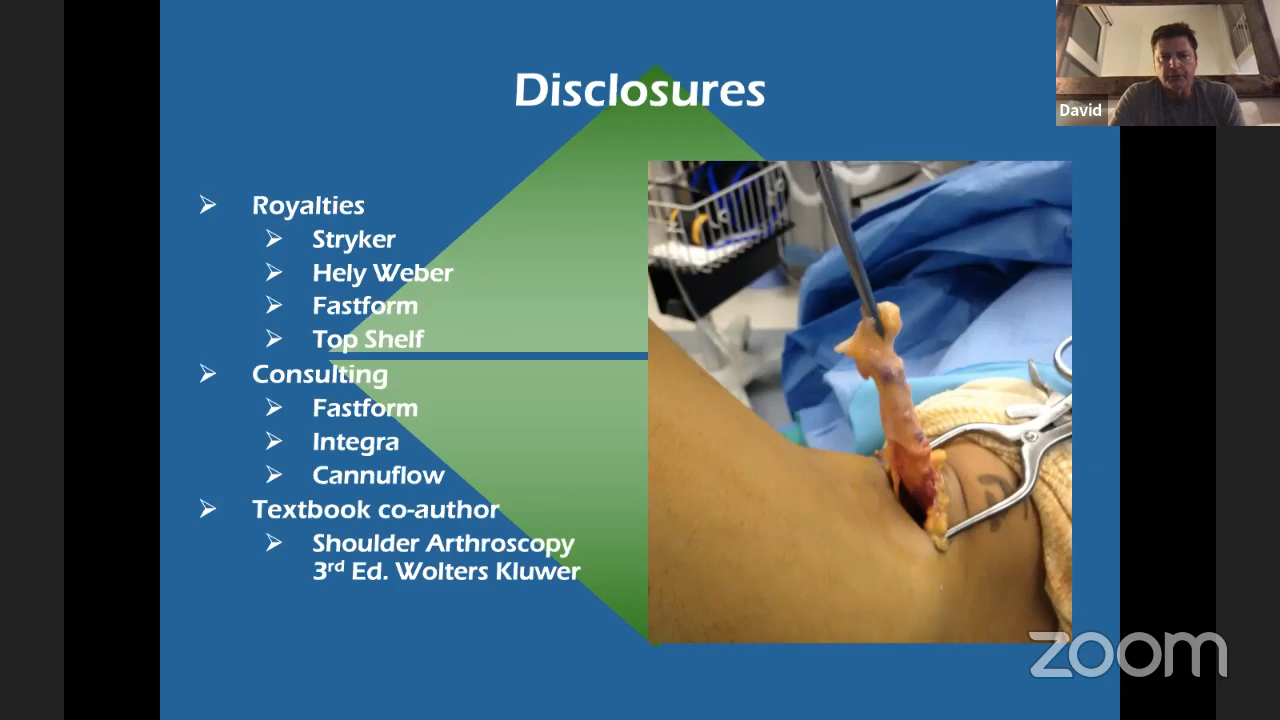 Disclosures
David
Royalties
Stryker
Hely Weber
Fastform
Top Shelf
Consulting
Fastform
Integra
Cannuflow
Textbook co-author
Shoulder Arthroscopy
3rd Ed. Wolters Kluwer
zoom